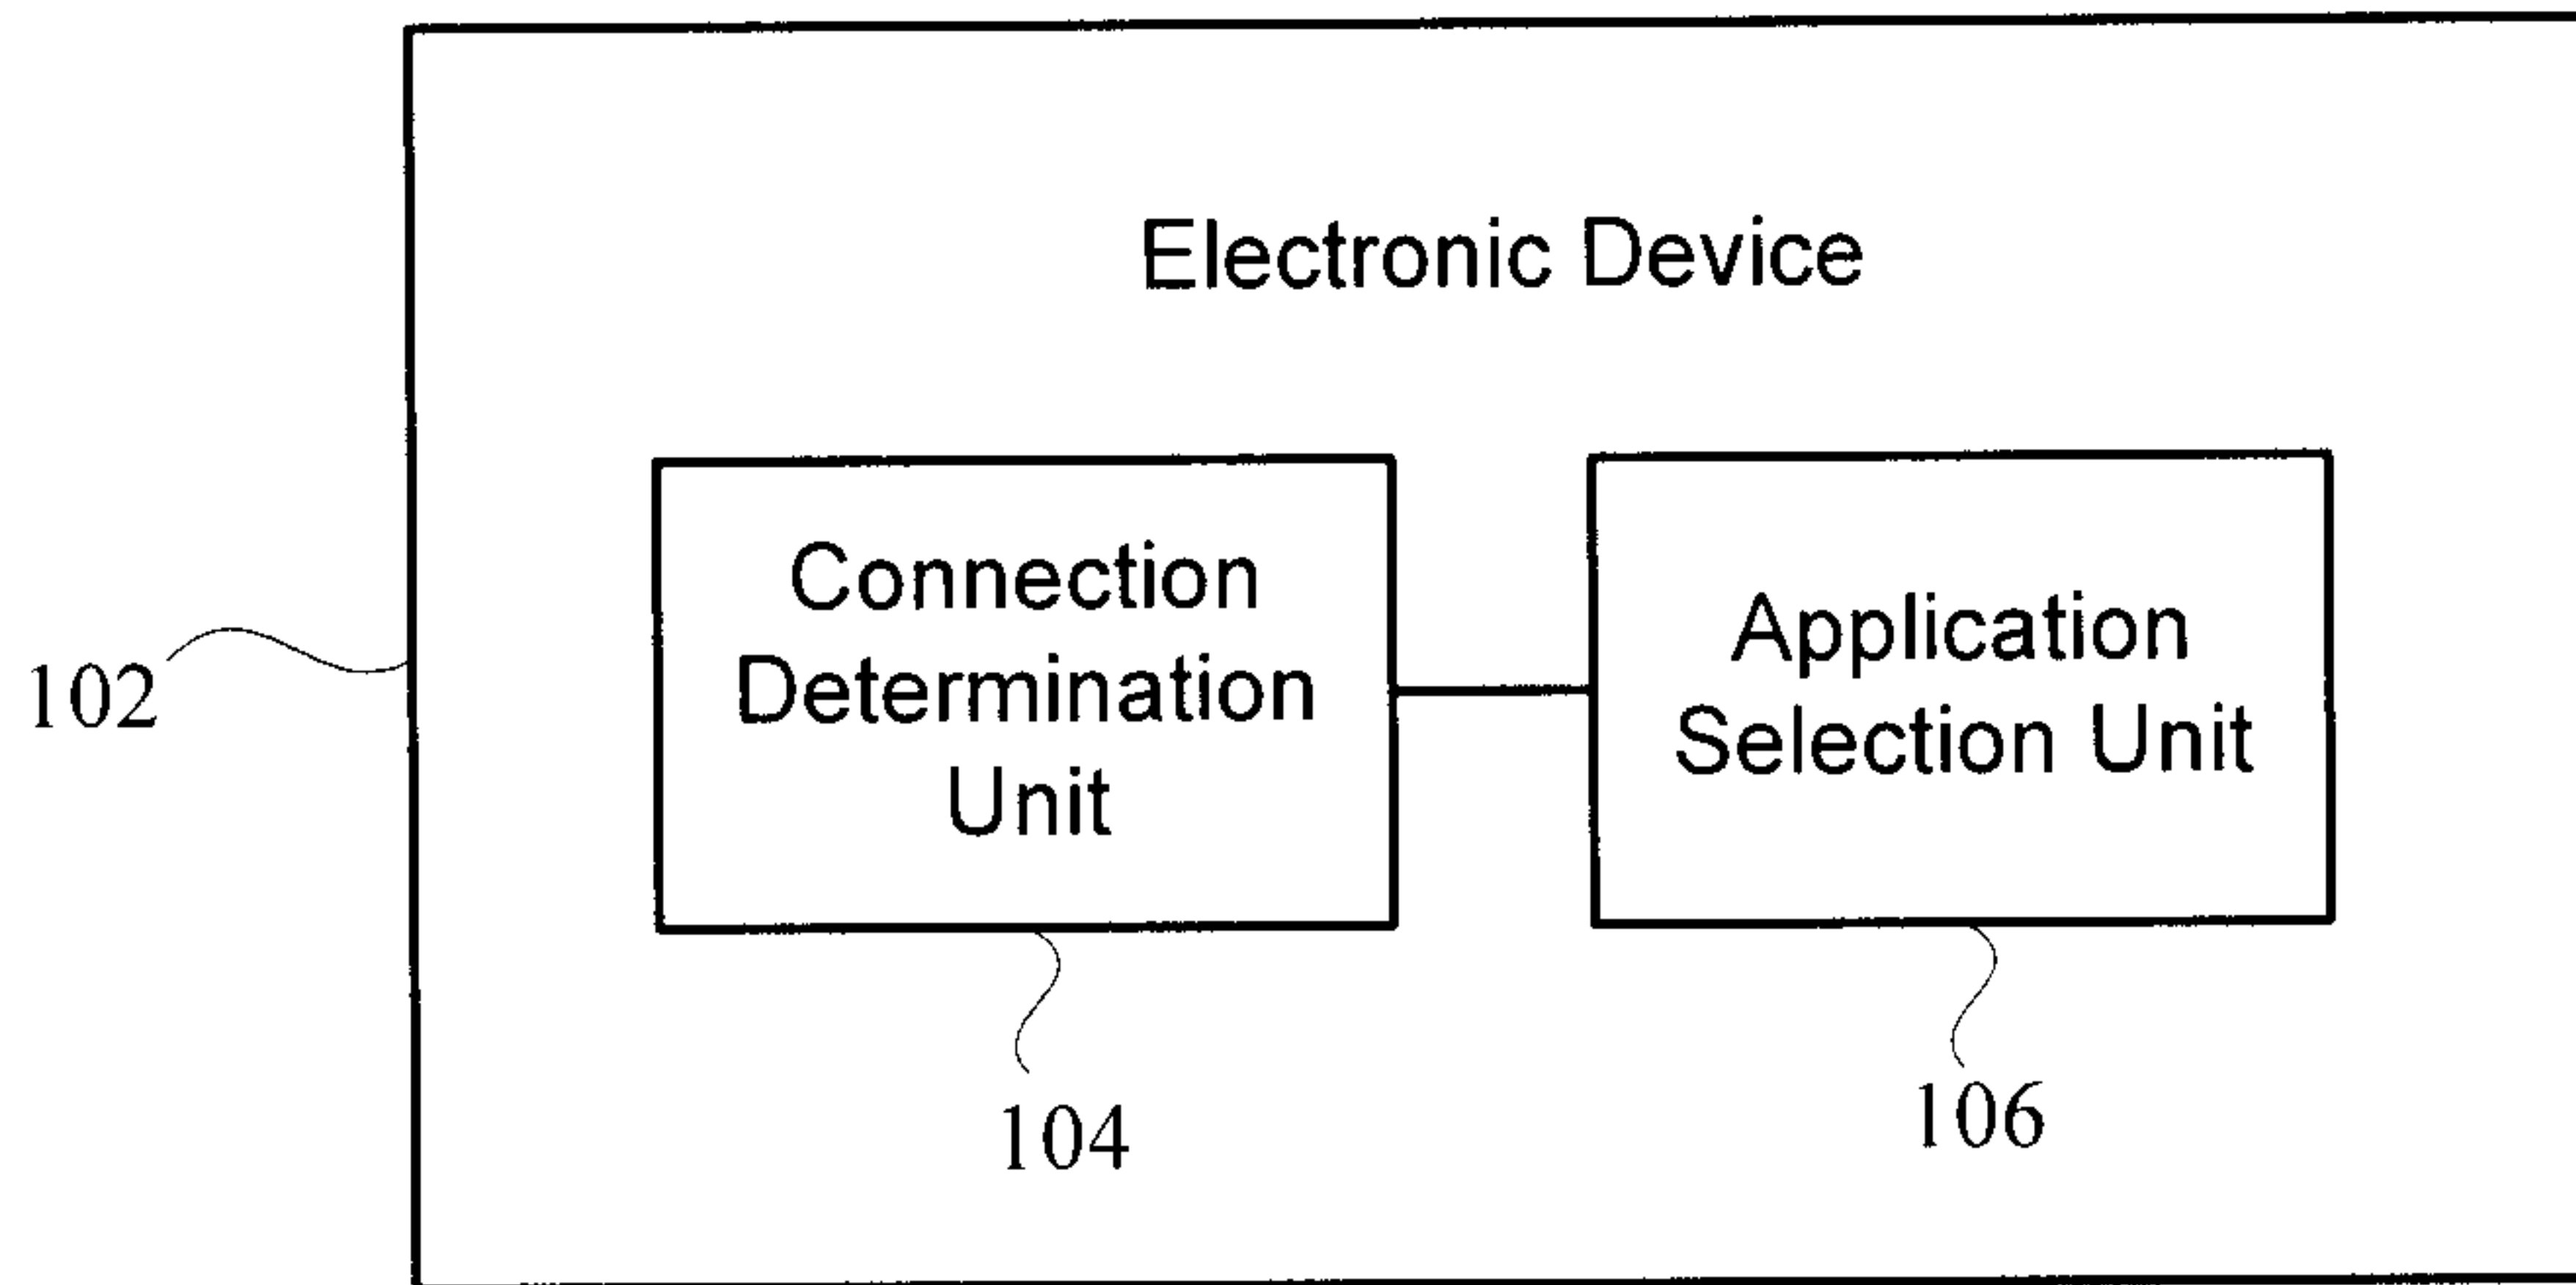 Electronic Device
Connection
Determination
Unit
Application
Selection Unit
102
104
106